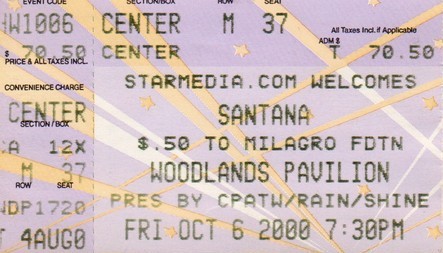 EVENT CODE SECTION/BOX ROW SEAT
HW1006 CENTER M 37
All Taxes Incl. if Applicable
ADM $
$ 70.50 CENTER T 70.50
PRICE & ALL TAXES INCL.
STARMEDIA.COM WELCOMES
CONVENIENCE CHARGE
CENTER SANTANA
SECTION/BOX
CA 12X $.50 TO MILAGRO FDTN
M 37 WOODLANDS PAVILION
ROW SEAT
WDP1720 PRES BY CPATW/RAIN/SHINE
4AUG0 FRI OCT 6 2000 7:30PM